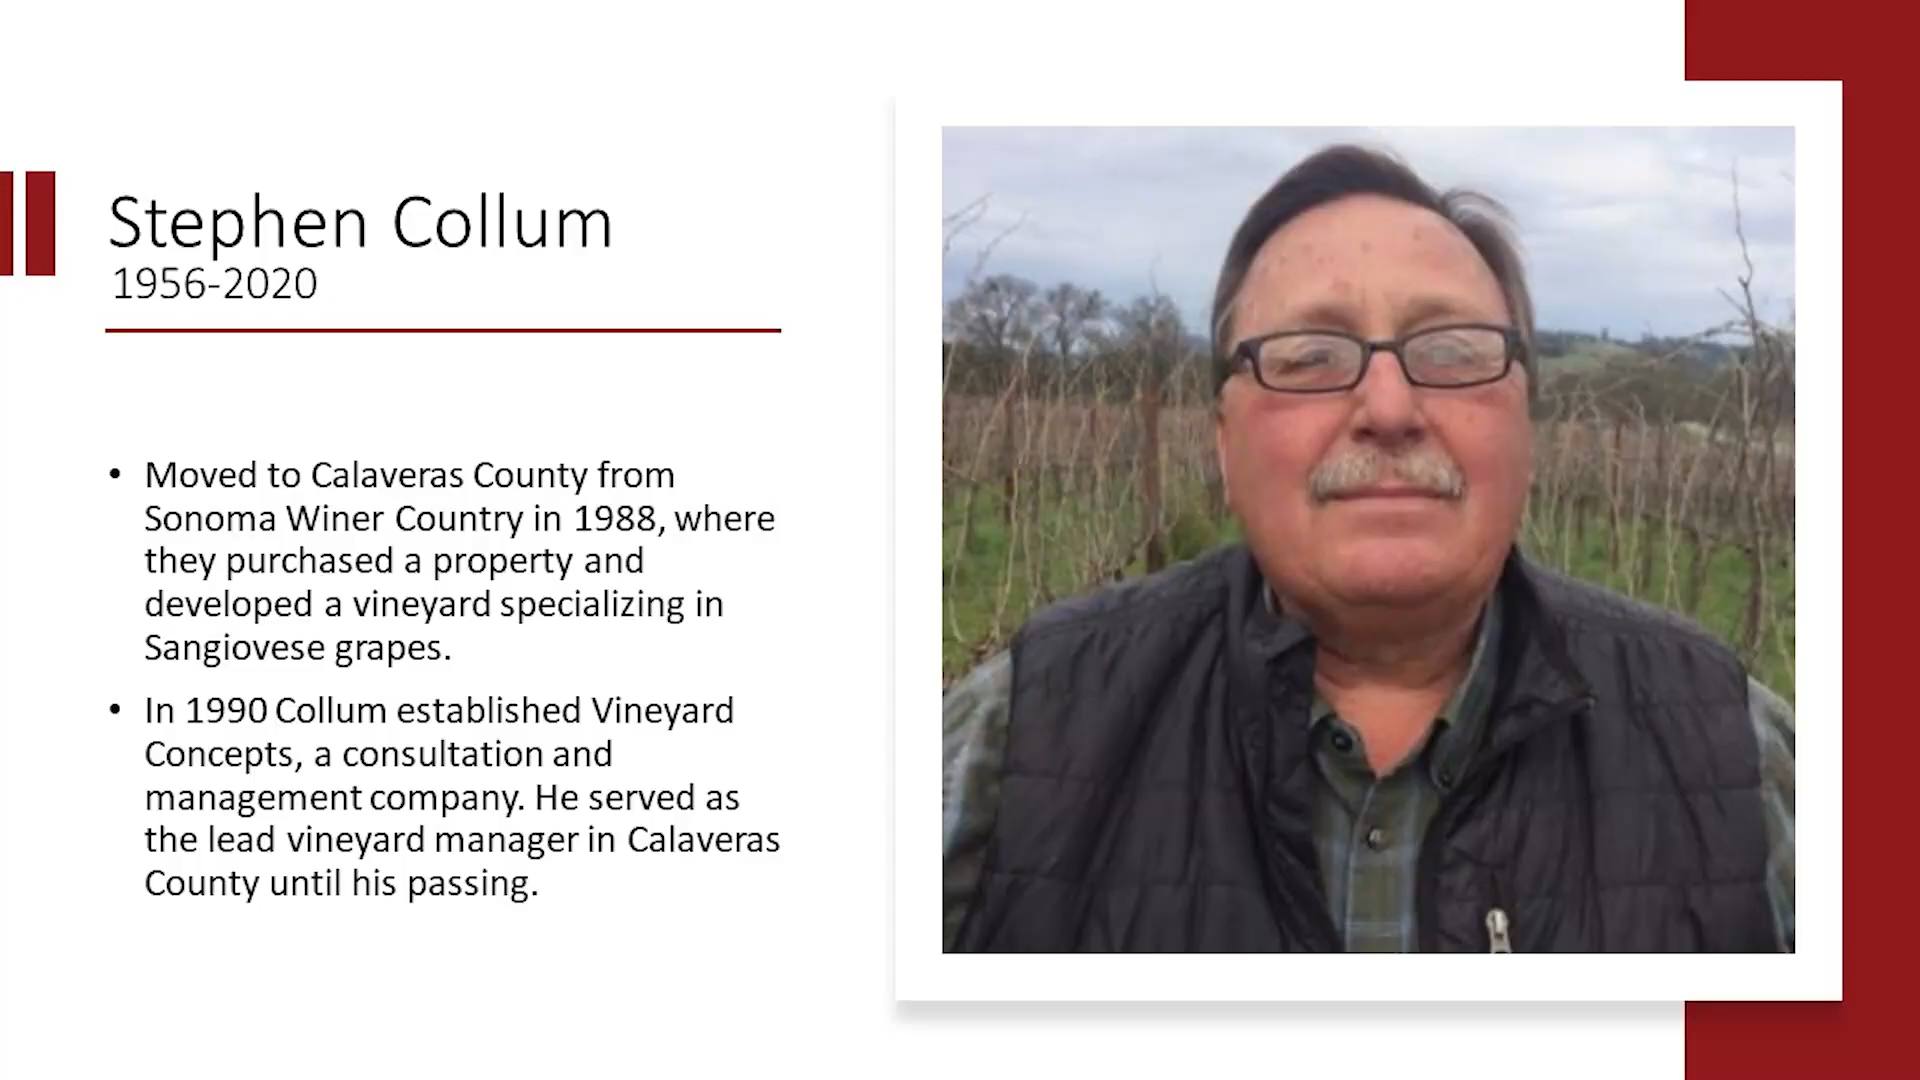 Stephen Collum
1956-2020
• Moved to Calaveras County from
Sonoma Winer Country in 1988, where
they purchased a property and
developed a vineyard specializing in
Sangiovese grapes.
• In 1990 Collum established Vineyard
Concepts, a consultation and
management company. He served as
the lead vineyard manager in Calaveras
County until his passing.